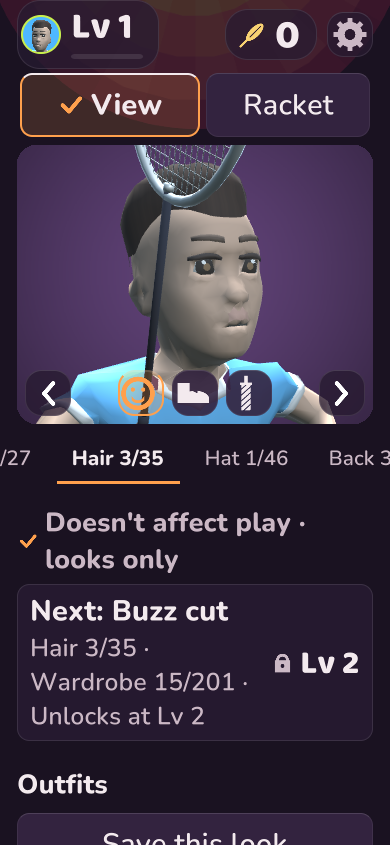 Lv 1
0
View
Racket
/27
Hair 3/35
Hat 1/46
Back 3
Doesn't affect play ·
looks only
Next: Buzz cut
Hair 3/35 ·
Wardrobe 15/201 ·
Unlocks at Lv 2
Lv 2
Outfits
Save this look